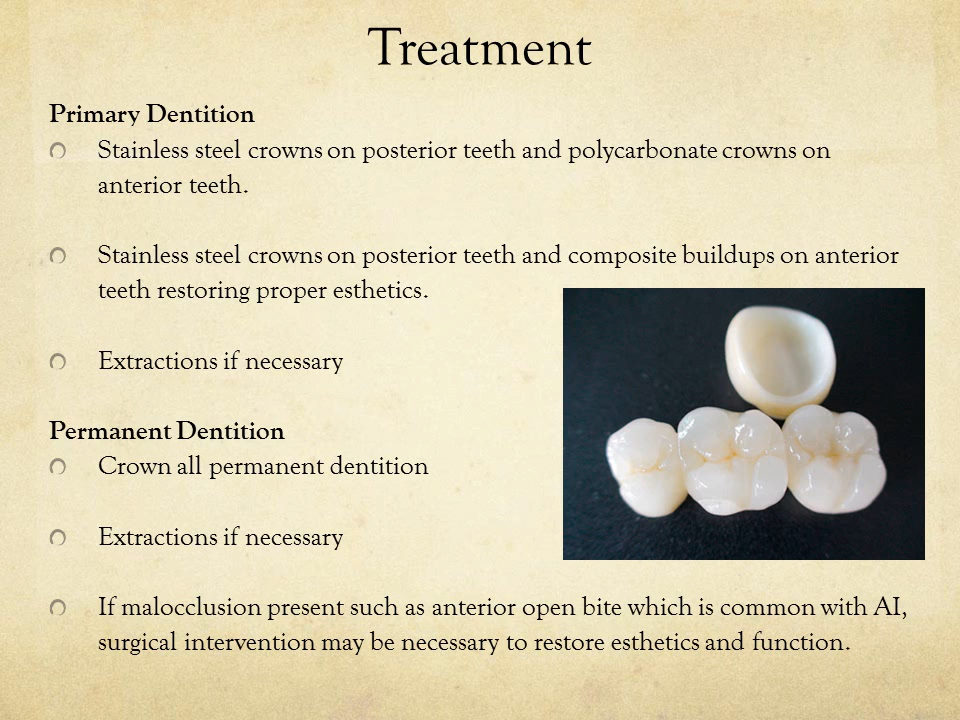 Treatment
Primary Dentition
Stainless steel crowns on posterior teeth and polycarbonate crowns on
anterior teeth.
Stainless steel crowns on posterior teeth and composite buildups on anterior
teeth restoring proper esthetics.
Extractions if necessary
Permanent Dentition
Crown all permanent dentition
Extractions if necessary
If malocclusion present such as anterior open bite which is common with AI,
surgical intervention may be necessary to restore esthetics and function.